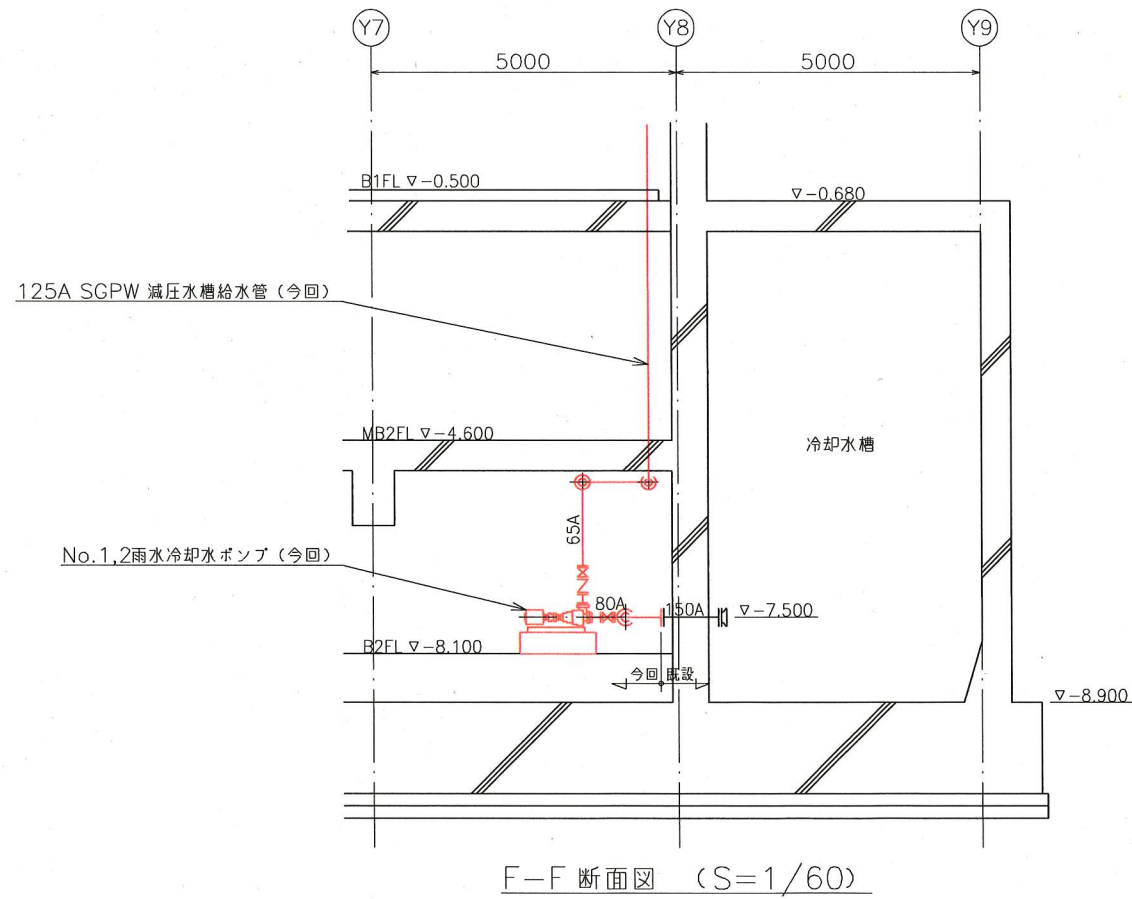 Y7 Y8 Y9
5000 5000
B1FL ▽-0.500
▽-0.680
125A SGPW 減圧水槽給水管（今回）
MB2FL ▽-4.600
冷却水槽
65A
No.1,2雨水冷却水ポンプ（今回）
80A 150A ▽-7.500
B2FL ▽-8.100
今回 既設
▽-8.900
F-F 断面図 （S=1/60）